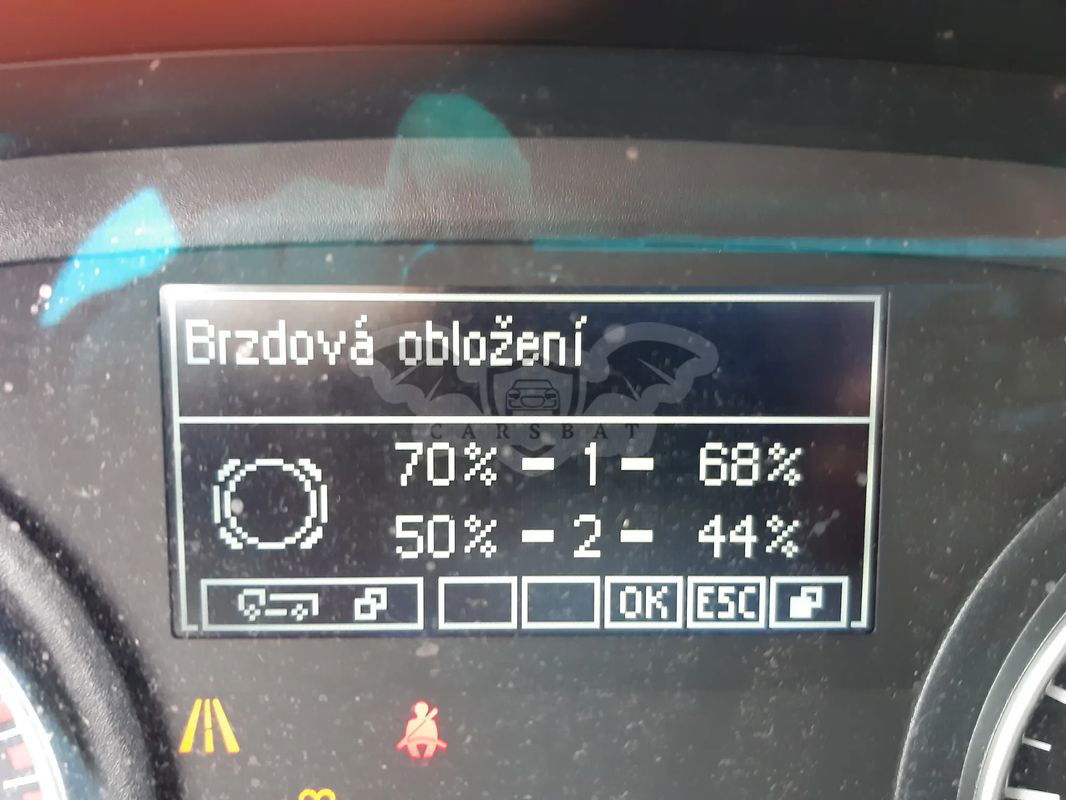 Brzdová obložení
CARSBAT
70% - 1 - 68%
50% - 2 - 44%
OK ESC